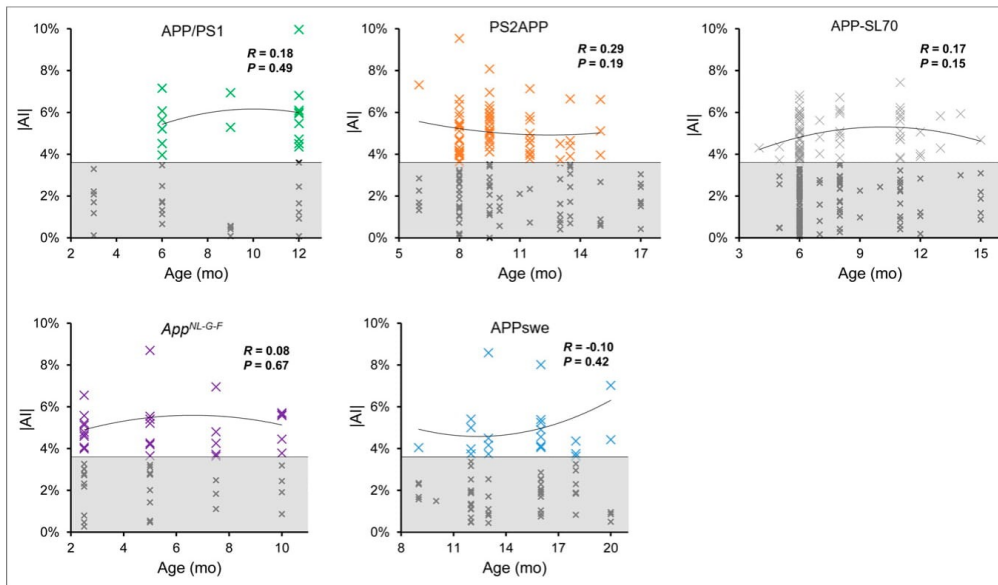 APP/PS1
R = 0.18
P = 0.49
|AI|
10%
8%
6%
4%
2%
0%
2 4 6 8 10 12
Age (mo)
PS2APP
R = 0.29
P = 0.19
10%
8%
6%
4%
2%
0%
5 8 11 14 17
Age (mo)
APP-SL70
R = 0.17
P = 0.15
|AI|
10%
8%
6%
4%
2%
0%
3 6 9 12 15
Age (mo)
App^NL-G-F
R = 0.08
P = 0.67
|AI|
10%
8%
6%
4%
2%
0%
2 4 6 8 10
Age (mo)
APPswe
R = -0.10
P = 0.42
|AI|
10%
8%
6%
4%
2%
0%
8 11 14 17 20
Age (mo)